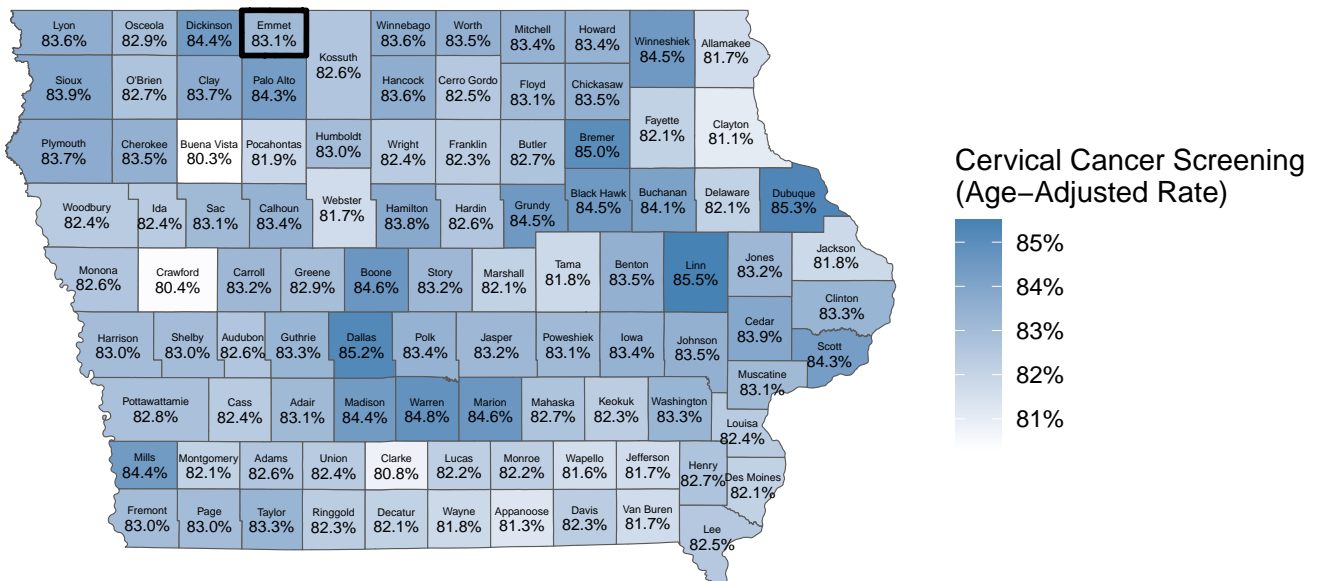 Lyon
83.6%
Osceola
82.9%
Dickinson
84.4%
Emmet
83.1%
Kossuth
82.6%
Winnebago
83.6%
Worth
83.5%
Mitchell
83.4%
Howard
83.4%
Winneshiek
84.5%
Allamakee
81.7%
Sioux
83.9%
O'Brien
82.7%
Clay
83.7%
Palo Alto
84.3%
Hancock
83.6%
Cerro Gordo
82.5%
Floyd
83.1%
Chickasaw
83.5%
Fayette
82.1%
Clayton
81.1%
Plymouth
83.7%
Cherokee
83.5%
Buena Vista
80.3%
Pocahontas
81.9%
Humboldt
83.0%
Wright
82.4%
Franklin
82.3%
Butler
82.7%
Bremer
85.0%
Woodbury
82.4%
Ida
82.4%
Sac
83.1%
Calhoun
83.4%
Webster
81.7%
Hamilton
83.8%
Hardin
82.6%
Grundy
84.5%
Black Hawk
84.5%
Buchanan
84.1%
Delaware
82.1%
Dubuque
85.3%
Monona
82.6%
Crawford
80.4%
Carroll
83.2%
Greene
82.9%
Boone
84.6%
Story
83.2%
Marshall
82.1%
Tama
81.8%
Benton
83.5%
Linn
85.5%
Jones
83.2%
Jackson
81.8%
Clinton
83.3%
Harrison
83.0%
Shelby
83.0%
Audubon
82.6%
Guthrie
83.3%
Dallas
85.2%
Polk
83.4%
Jasper
83.2%
Poweshiek
83.1%
Iowa
83.4%
Johnson
83.5%
Cedar
83.9%
Scott
84.3%
Muscatine
83.1%
Pottawattamie
82.8%
Cass
82.4%
Adair
83.1%
Madison
84.4%
Warren
84.8%
Marion
84.6%
Mahaska
82.7%
Keokuk
82.3%
Washington
83.3%
Louisa
82.4%
Mills
84.4%
Montgomery
82.1%
Adams
82.6%
Union
82.4%
Clarke
80.8%
Lucas
82.2%
Monroe
82.2%
Wapello
81.6%
Jefferson
81.7%
Henry
82.7%
Des Moines
82.1%
Fremont
83.0%
Page
83.0%
Taylor
83.3%
Ringgold
82.3%
Decatur
82.1%
Wayne
81.8%
Appanoose
81.3%
Davis
82.3%
Van Buren
81.7%
Lee
82.5%
Cervical Cancer Screening
(Age−Adjusted Rate)
85%
84%
83%
82%
81%